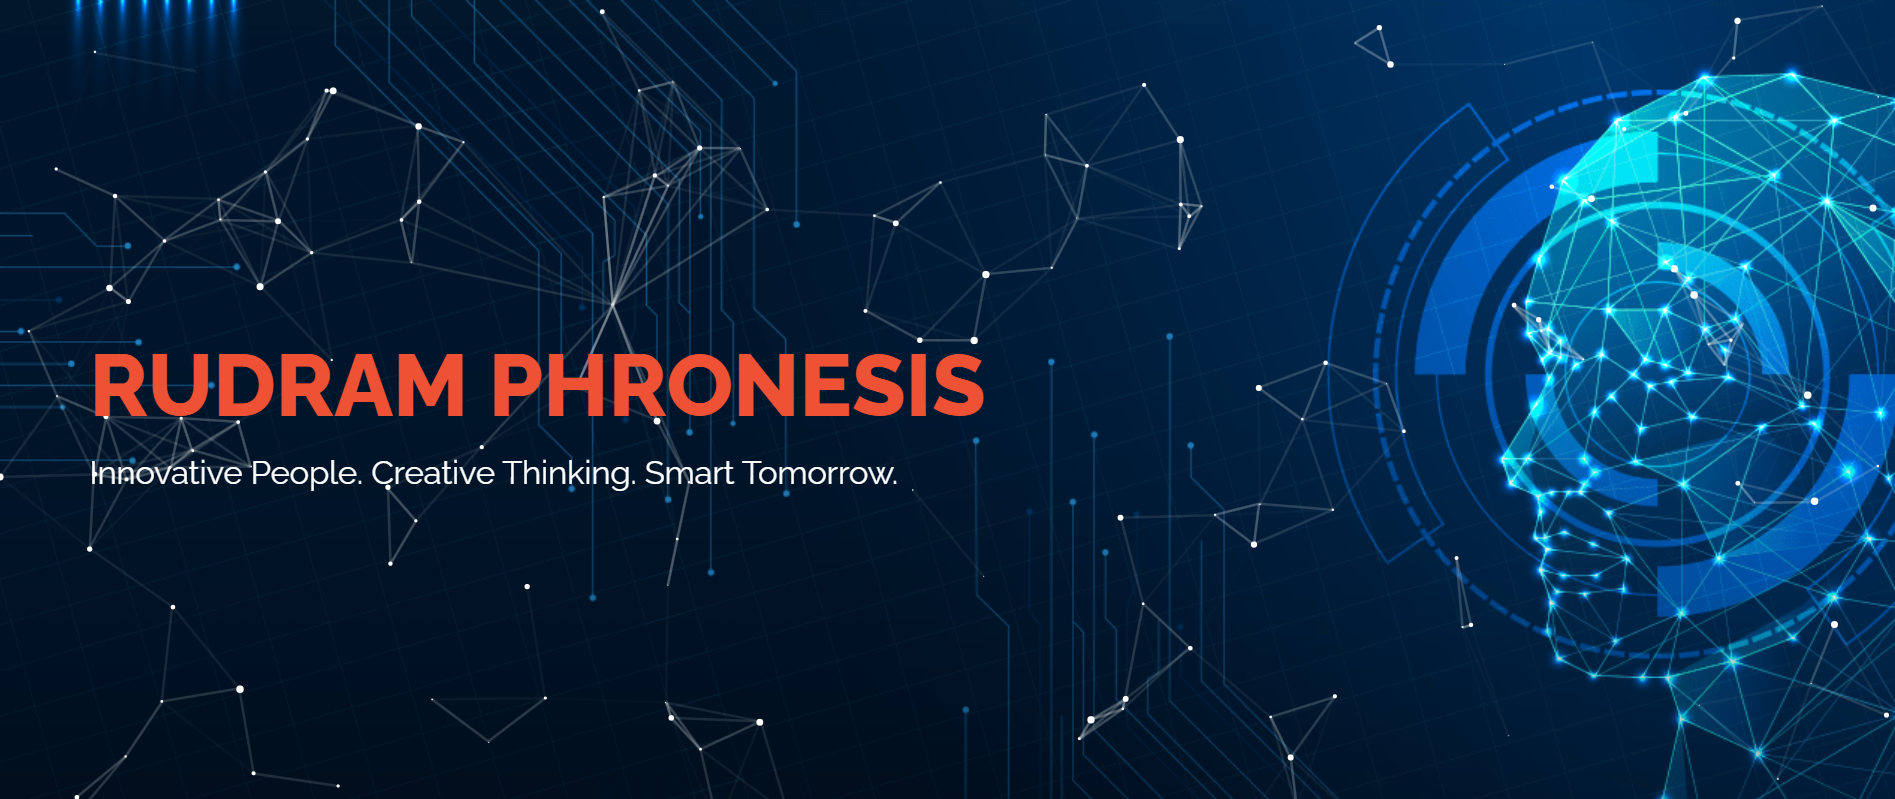 RUDRAM PHRONESIS
Innovative People. Creative Thinking. Smart Tomorrow.